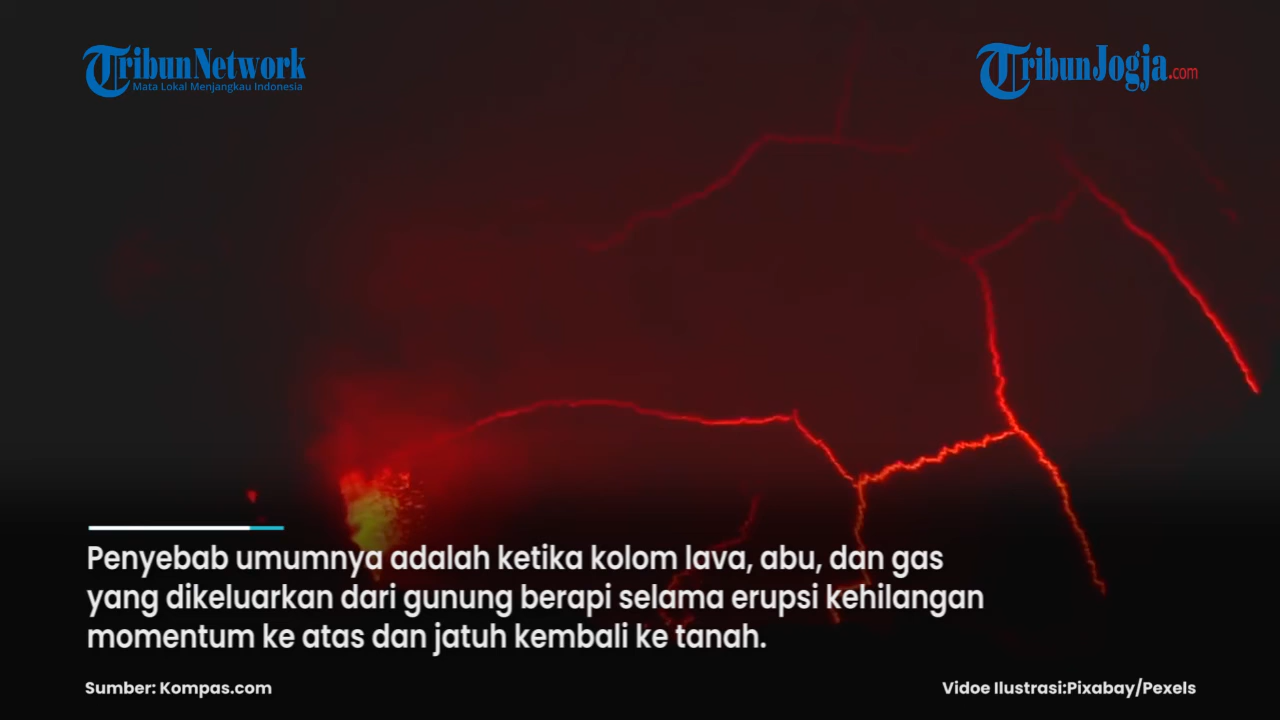 TribunNetwork
Mata Lokal Menjangkau Indonesia
TribunJogja.com
Penyebab umumnya adalah ketika kolom lava, abu, dan gas
yang dikeluarkan dari gunung berapi selama erupsi kehilangan
momentum ke atas dan jatuh kembali ke tanah.
Sumber: Kompas.com
Vidoe Ilustrasi:Pixabay/Pexels